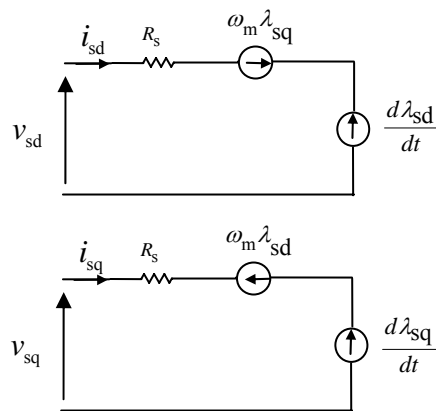 i_sd R_s ω_m λ_sq
v_sd
dλ_sd
dt
i_sq R_s ω_m λ_sd
v_sq
dλ_sq
dt